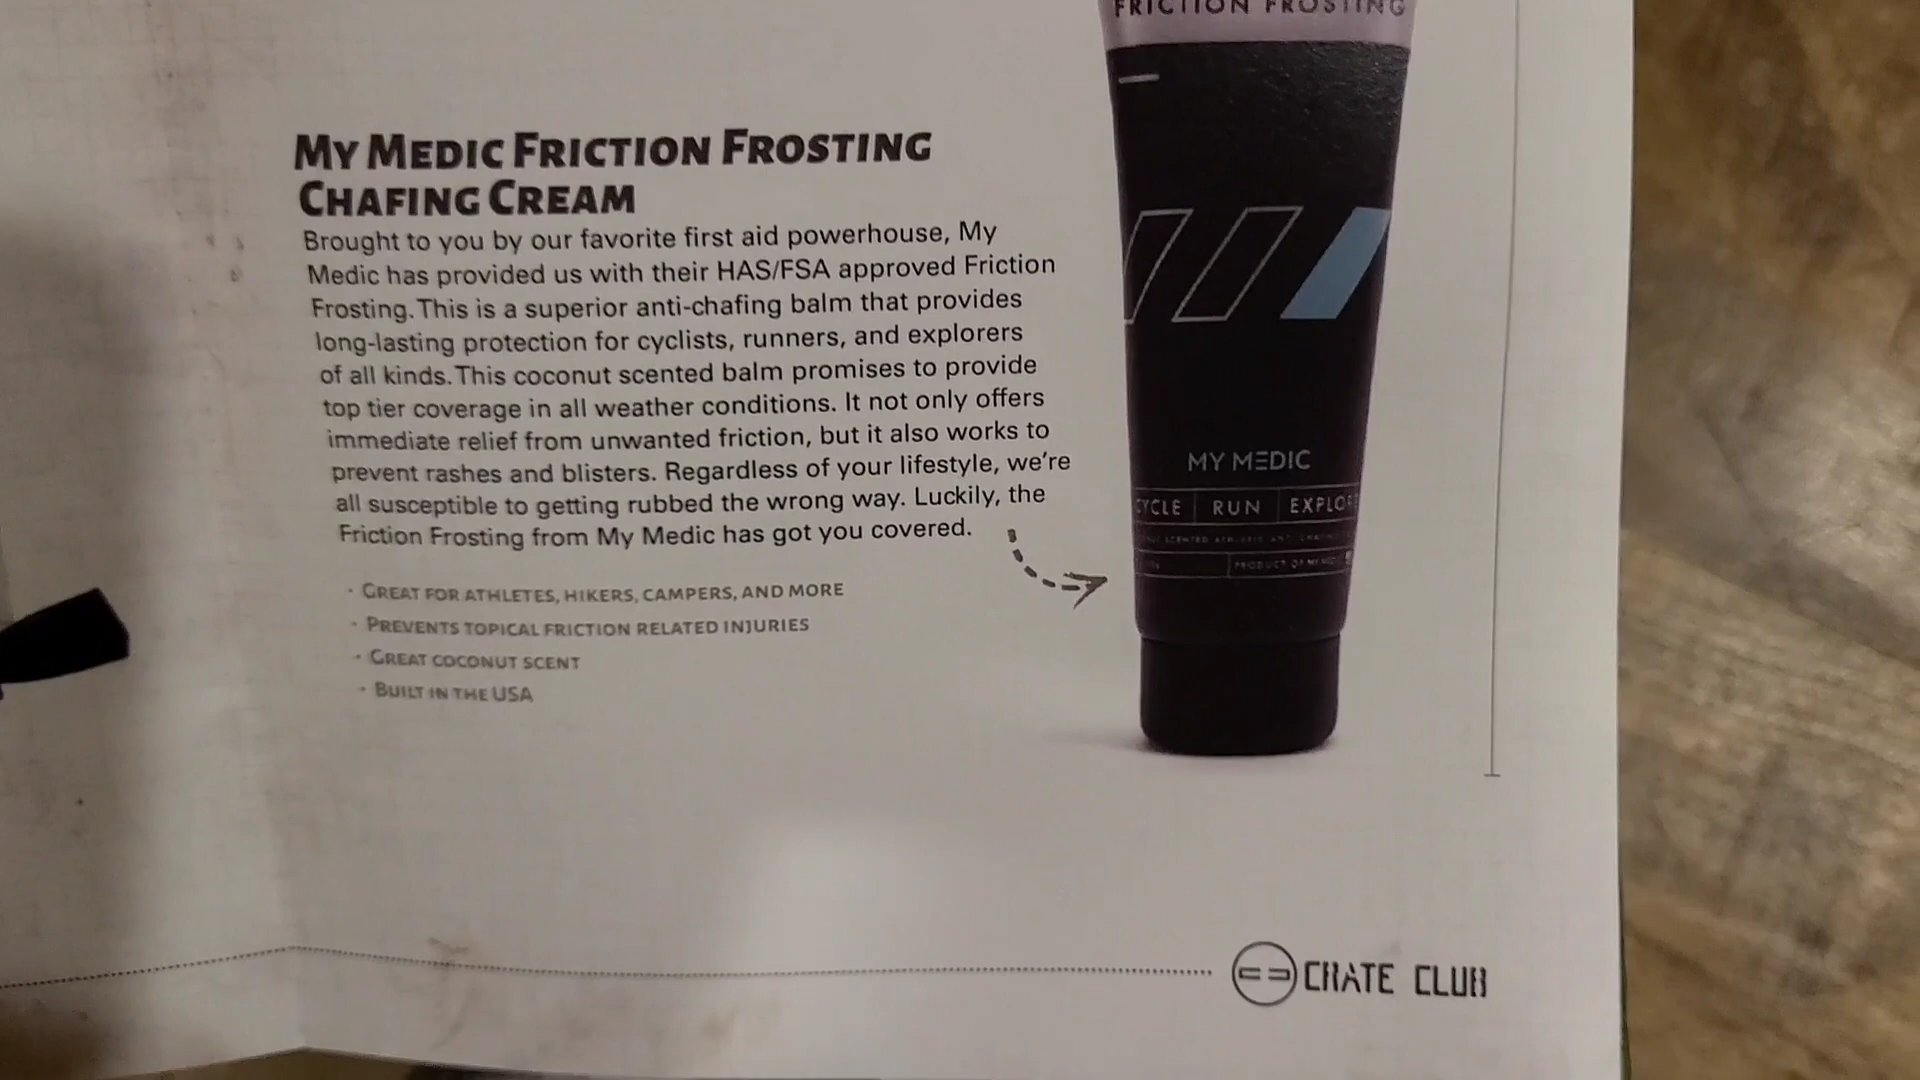 My Medic Friction Frosting
Chafing Cream
Brought to you by our favorite first aid powerhouse, My
Medic has provided us with their HAS/FSA approved Friction
Frosting. This is a superior anti-chafing balm that provides
long-lasting protection for cyclists, runners, and explorers
of all kinds. This coconut scented balm promises to provide
top tier coverage in all weather conditions. It not only offers
immediate relief from unwanted friction, but it also works to
prevent rashes and blisters. Regardless of your lifestyle, we're
all susceptible to getting rubbed the wrong way. Luckily, the
Friction Frosting from My Medic has got you covered.
· Great for athletes, hikers, campers, and more
· Prevents topical friction related injuries
· Great coconut scent
· Built in the USA
FRICTION FROSTING
MY MEDIC
CYCLE RUN EXPLORE
PRODUCT OF MY MEDIC
CRATE CLUB